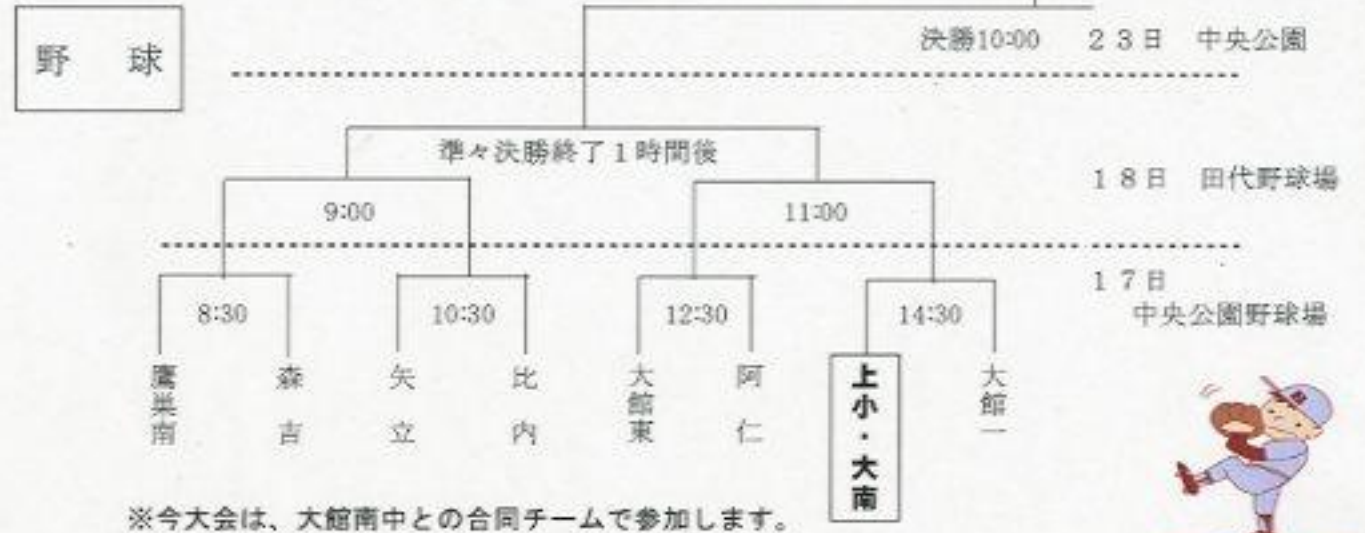 野　球
決勝10:00　２３日　中央公園
準々決勝終了１時間後
１８日　田代野球場
9:00
11:00
１７日
中央公園野球場
8:30
10:30
12:30
14:30
鷹巣南
森吉
矢立
比内
大館東
阿仁
上小・大南
大館一
※今大会は、大館南中との合同チームで参加します。